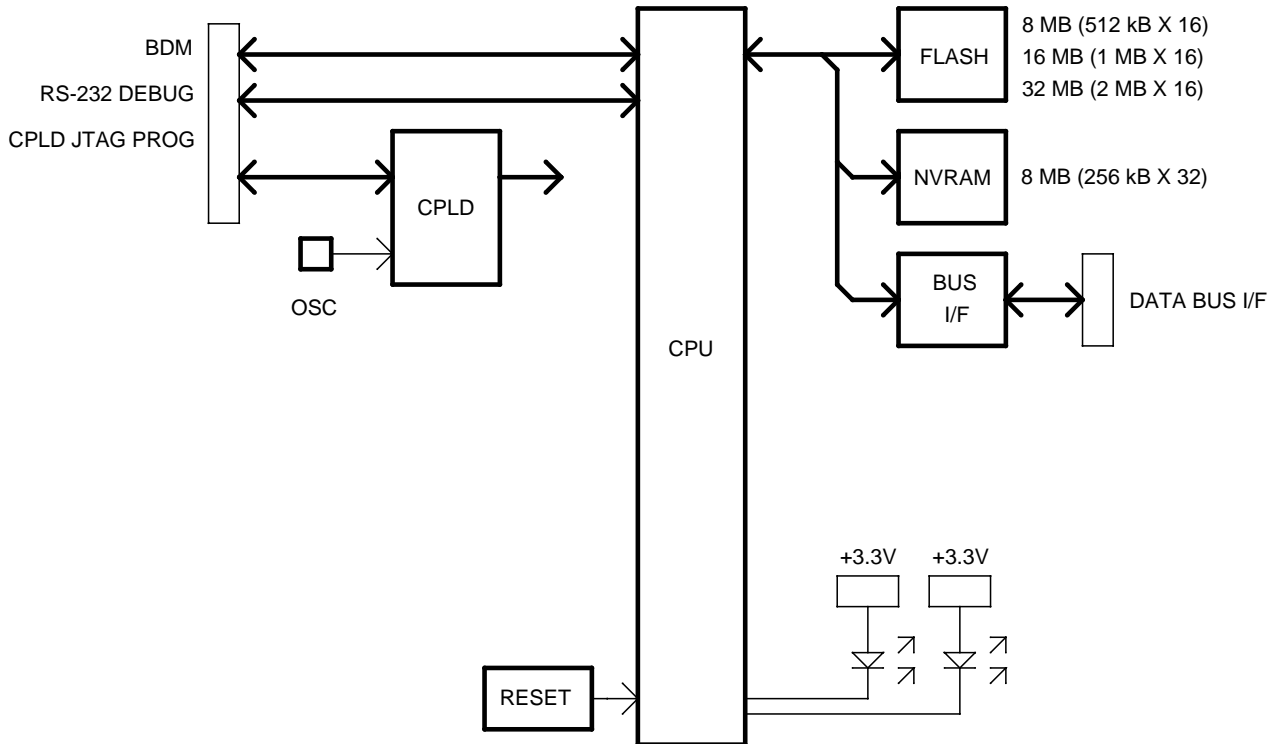 BDM
RS-232 DEBUG
CPLD JTAG PROG
CPLD
OSC
CPU
FLASH
8 MB (512 kB X 16)
16 MB (1 MB X 16)
32 MB (2 MB X 16)
NVRAM
8 MB (256 kB X 32)
BUS
I/F
DATA BUS I/F
+3.3V
+3.3V
RESET